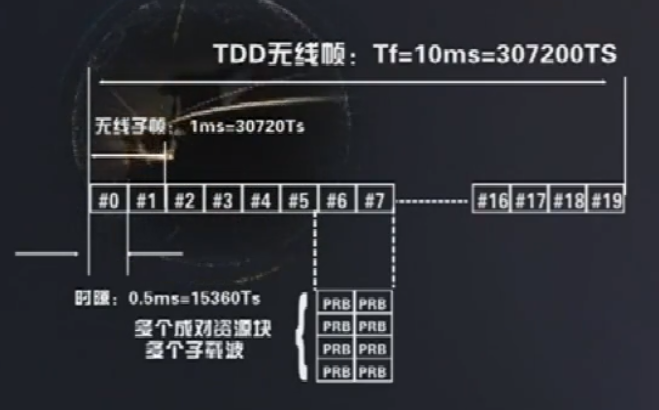 TDD无线帧：Tf=10ms=307200TS
无线子帧：1ms=30720Ts
#0 #1 #2 #3 #4 #5 #6 #7 #16 #17 #18 #19
时隙：0.5ms=15360Ts
多个成对资源块
多个子载波
PRB PRB
PRB PRB
PRB PRB
PRB PRB